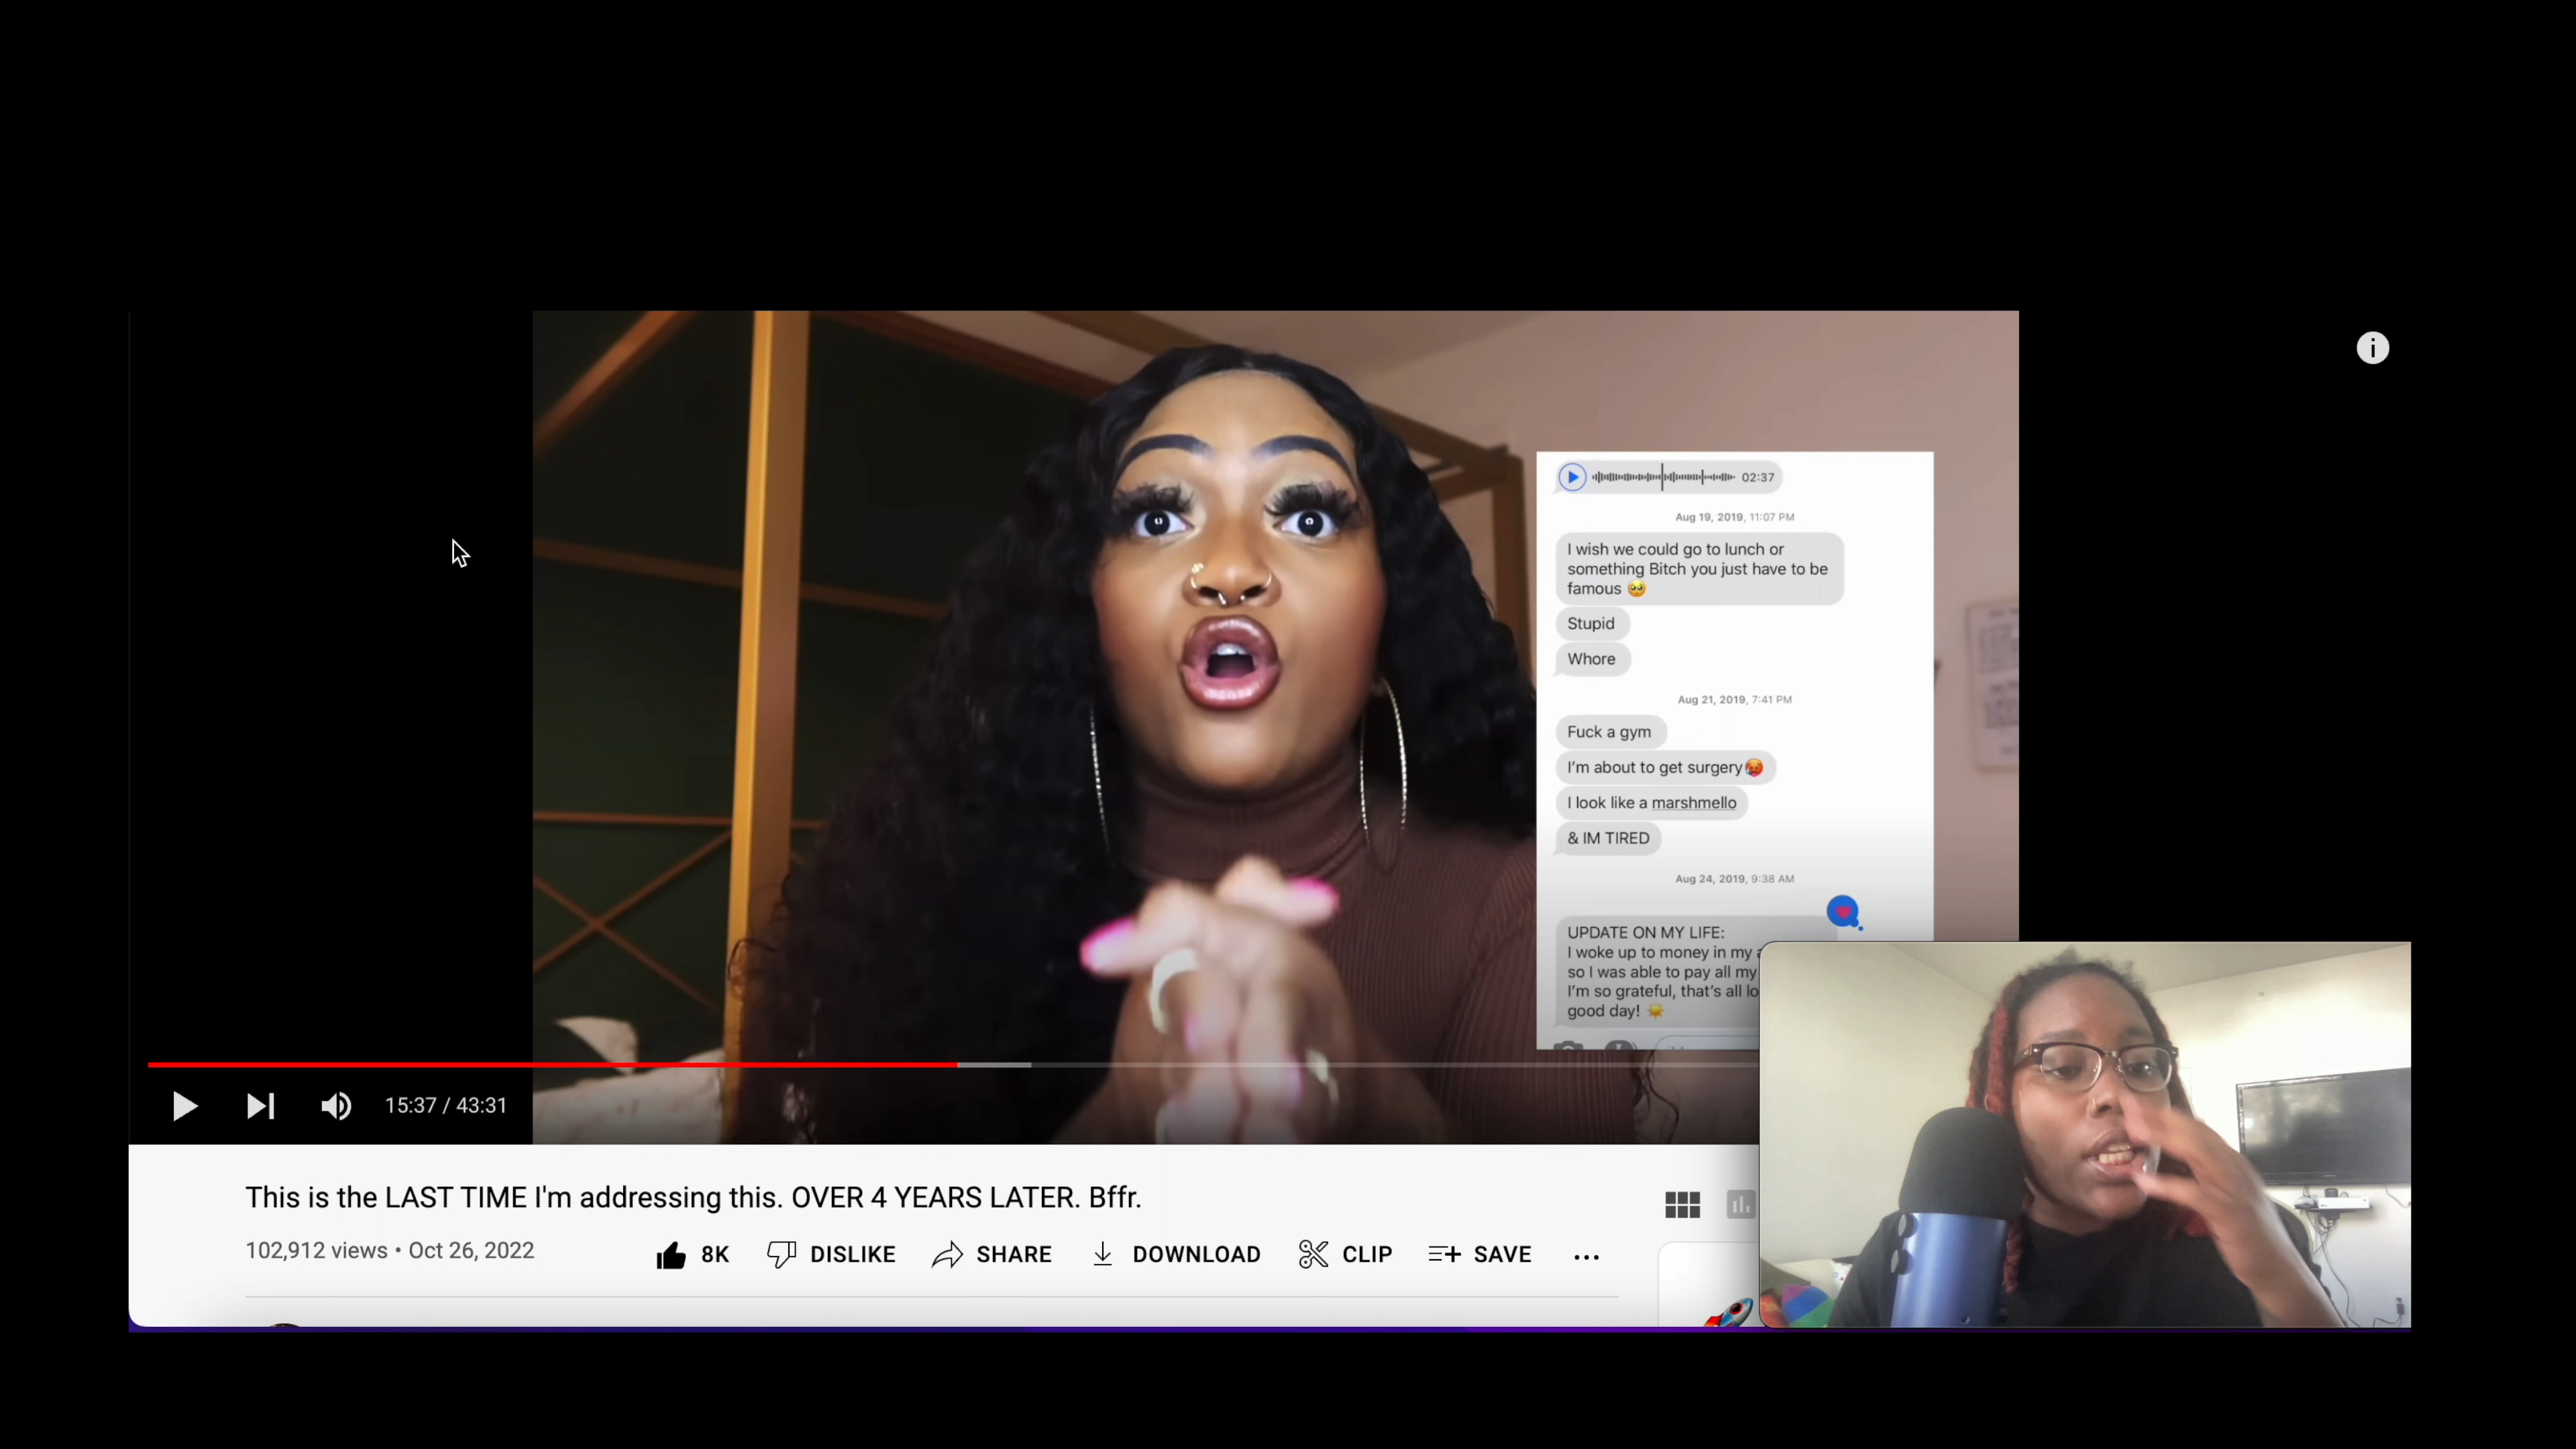 02:37
Aug 19, 2019, 11:07 PM
I wish we could go to lunch or
something Bitch you just have to be
famous 🥺
Stupid
Whore
Aug 21, 2019, 7:41 PM
Fuck a gym
I'm about to get surgery🥵
I look like a marshmello
& IM TIRED
Aug 24, 2019, 9:38 AM
UPDATE ON MY LIFE:
I woke up to money in my
so I was able to pay all my
I'm so grateful, that's all
good day! ☀️
15:37 / 43:31
This is the LAST TIME I'm addressing this. OVER 4 YEARS LATER. Bffr.
102,912 views • Oct 26, 2022
8K DISLIKE SHARE DOWNLOAD CLIP SAVE